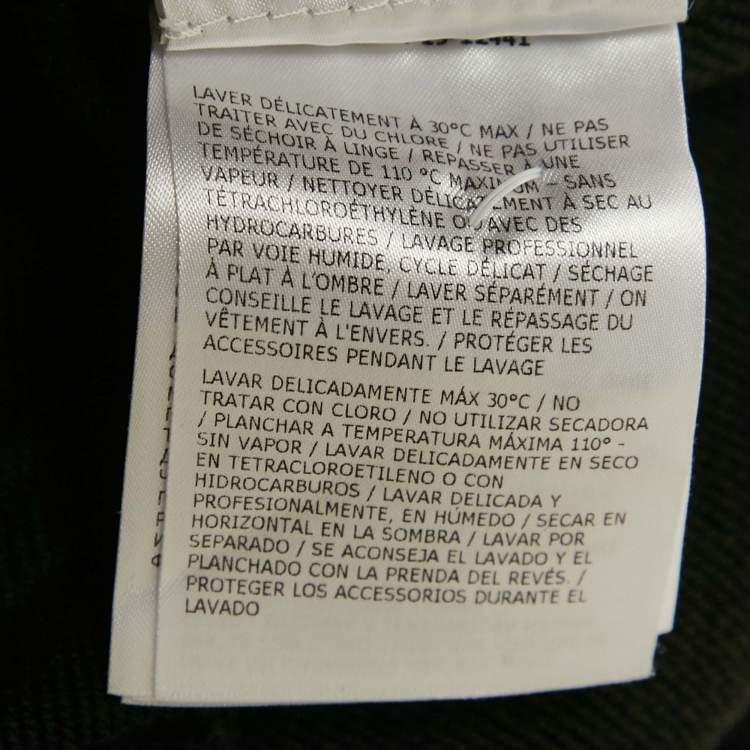 LAVER DÉLICATEMENT À 30°C MAX / NE PAS
TRAITER AVEC DU CHLORE / NE PAS UTILISER
DE SÉCHOIR À LINGE / REPASSER À UNE
TEMPÉRATURE DE 110 °C MAXIMUM - SANS
VAPEUR / NETTOYER DÉLICATEMENT À SEC AU
TÉTRACHLOROÉTHYLÈNE OU AVEC DES
HYDROCARBURES / LAVAGE PROFESSIONNEL
PAR VOIE HUMIDE, CYCLE DÉLICAT / SÉCHAGE
À PLAT À L'OMBRE / LAVER SÉPARÉMENT / ON
CONSEILLE LE LAVAGE ET LE RÉPASSAGE DU
VÊTEMENT À L'ENVERS. / PROTÉGER LES
ACCESSOIRES PENDANT LE LAVAGE
LAVAR DELICADAMENTE MÁX 30°C / NO
TRATAR CON CLORO / NO UTILIZAR SECADORA
/ PLANCHAR A TEMPERATURA MÁXIMA 110° -
SIN VAPOR / LAVAR DELICADAMENTE EN SECO
EN TETRACLOROETILENO O CON
HIDROCARBUROS / LAVAR DELICADA Y
PROFESIONALMENTE, EN HÚMEDO / SECAR EN
HORIZONTAL EN LA SOMBRA / LAVAR POR
SEPARADO / SE ACONSEJA EL LAVADO Y EL
PLANCHADO CON LA PRENDA DEL REVÉS. /
PROTEGER LOS ACCESORIOS DURANTE EL
LAVADO